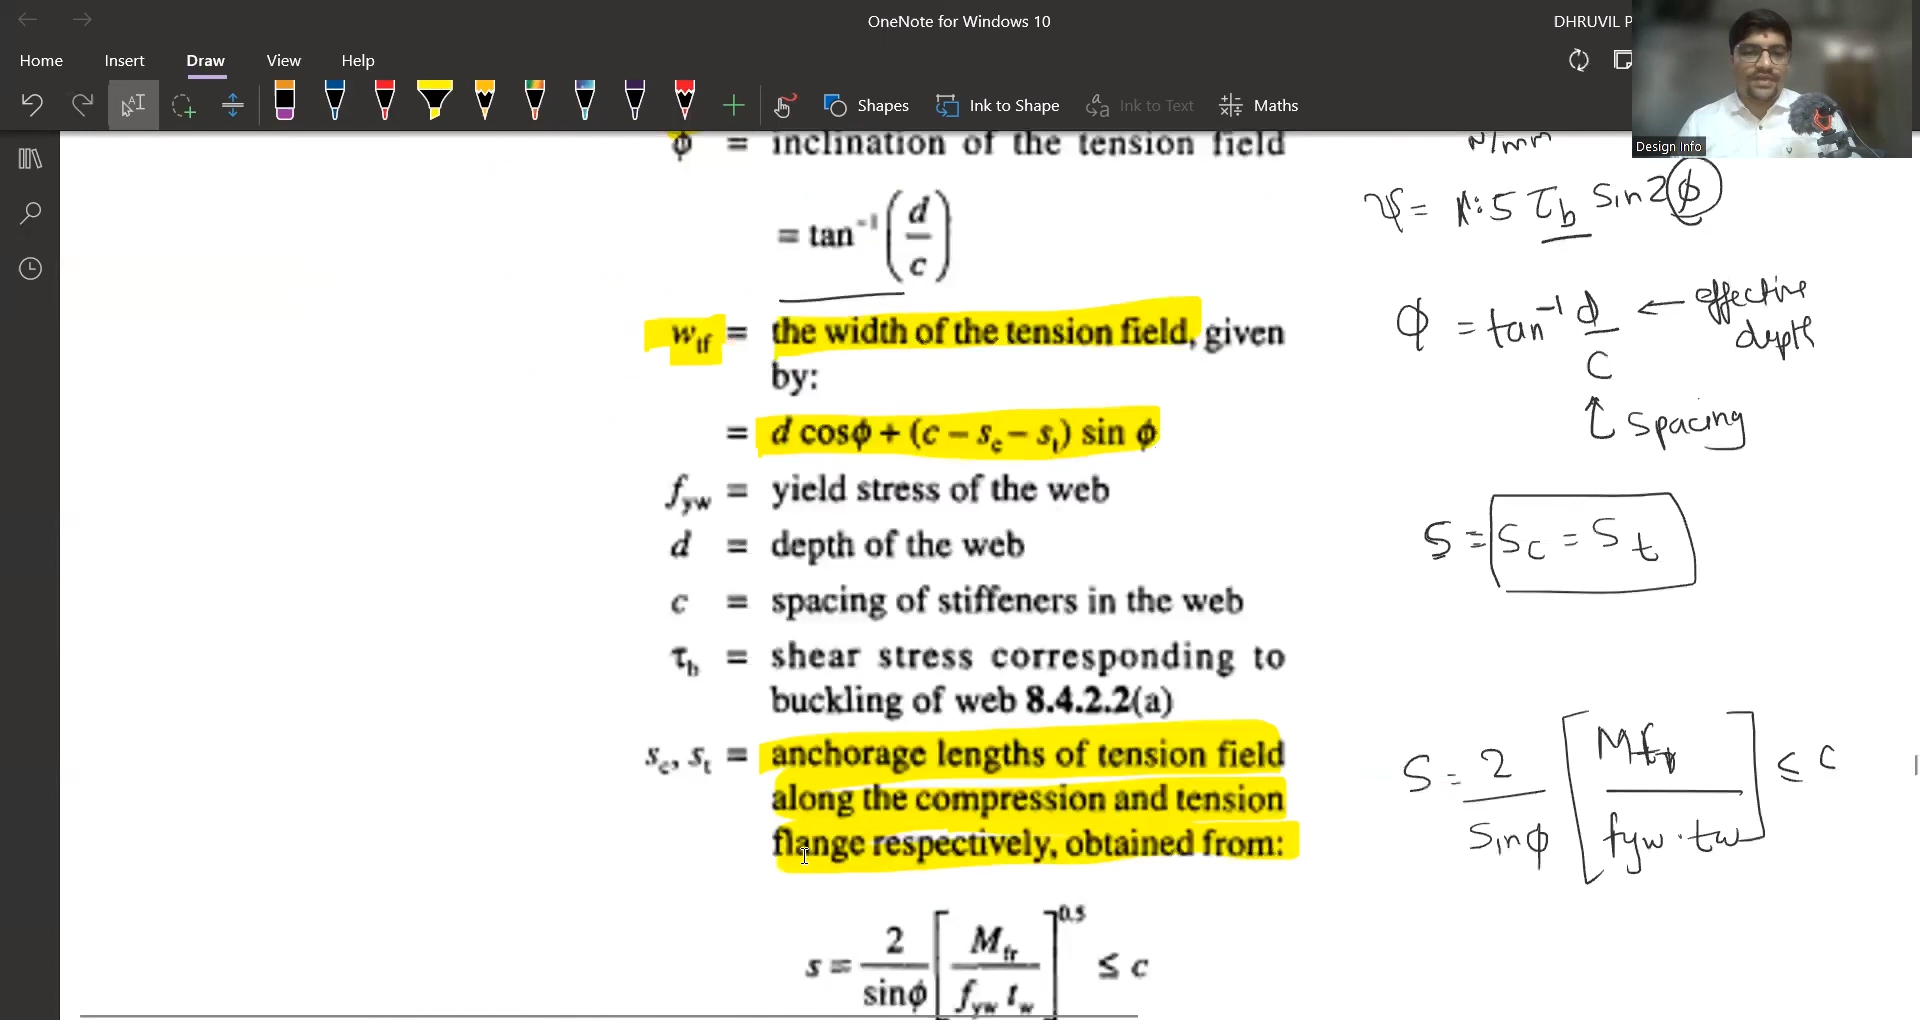 OneNote for Windows 10
DHRUVIL P
Home Insert Draw View Help
Shapes Ink to Shape Ink to Text Maths
Design Info
ϕ = inclination of the tension field
= tan⁻¹ (d/c)
w_tf = the width of the tension field, given
by:
= d cosϕ + (c – s_c – s_t) sin ϕ
f_yw = yield stress of the web
d = depth of the web
c = spacing of stiffeners in the web
τ_b = shear stress corresponding to
buckling of web 8.4.2.2(a)
s_c, s_t = anchorage lengths of tension field
along the compression and tension
flange respectively, obtained from:
s = 2/sinϕ [M_fr / f_yw t_w]^0.5 ≤ c
N/mm
ψ = 1.5 τ_b sin2ϕ
ϕ = tan⁻¹ d/c ← effective
depth
↑ spacing
S = S_c = S_t
S = 2/sinϕ [M_fr / fyw · tw] ≤ c